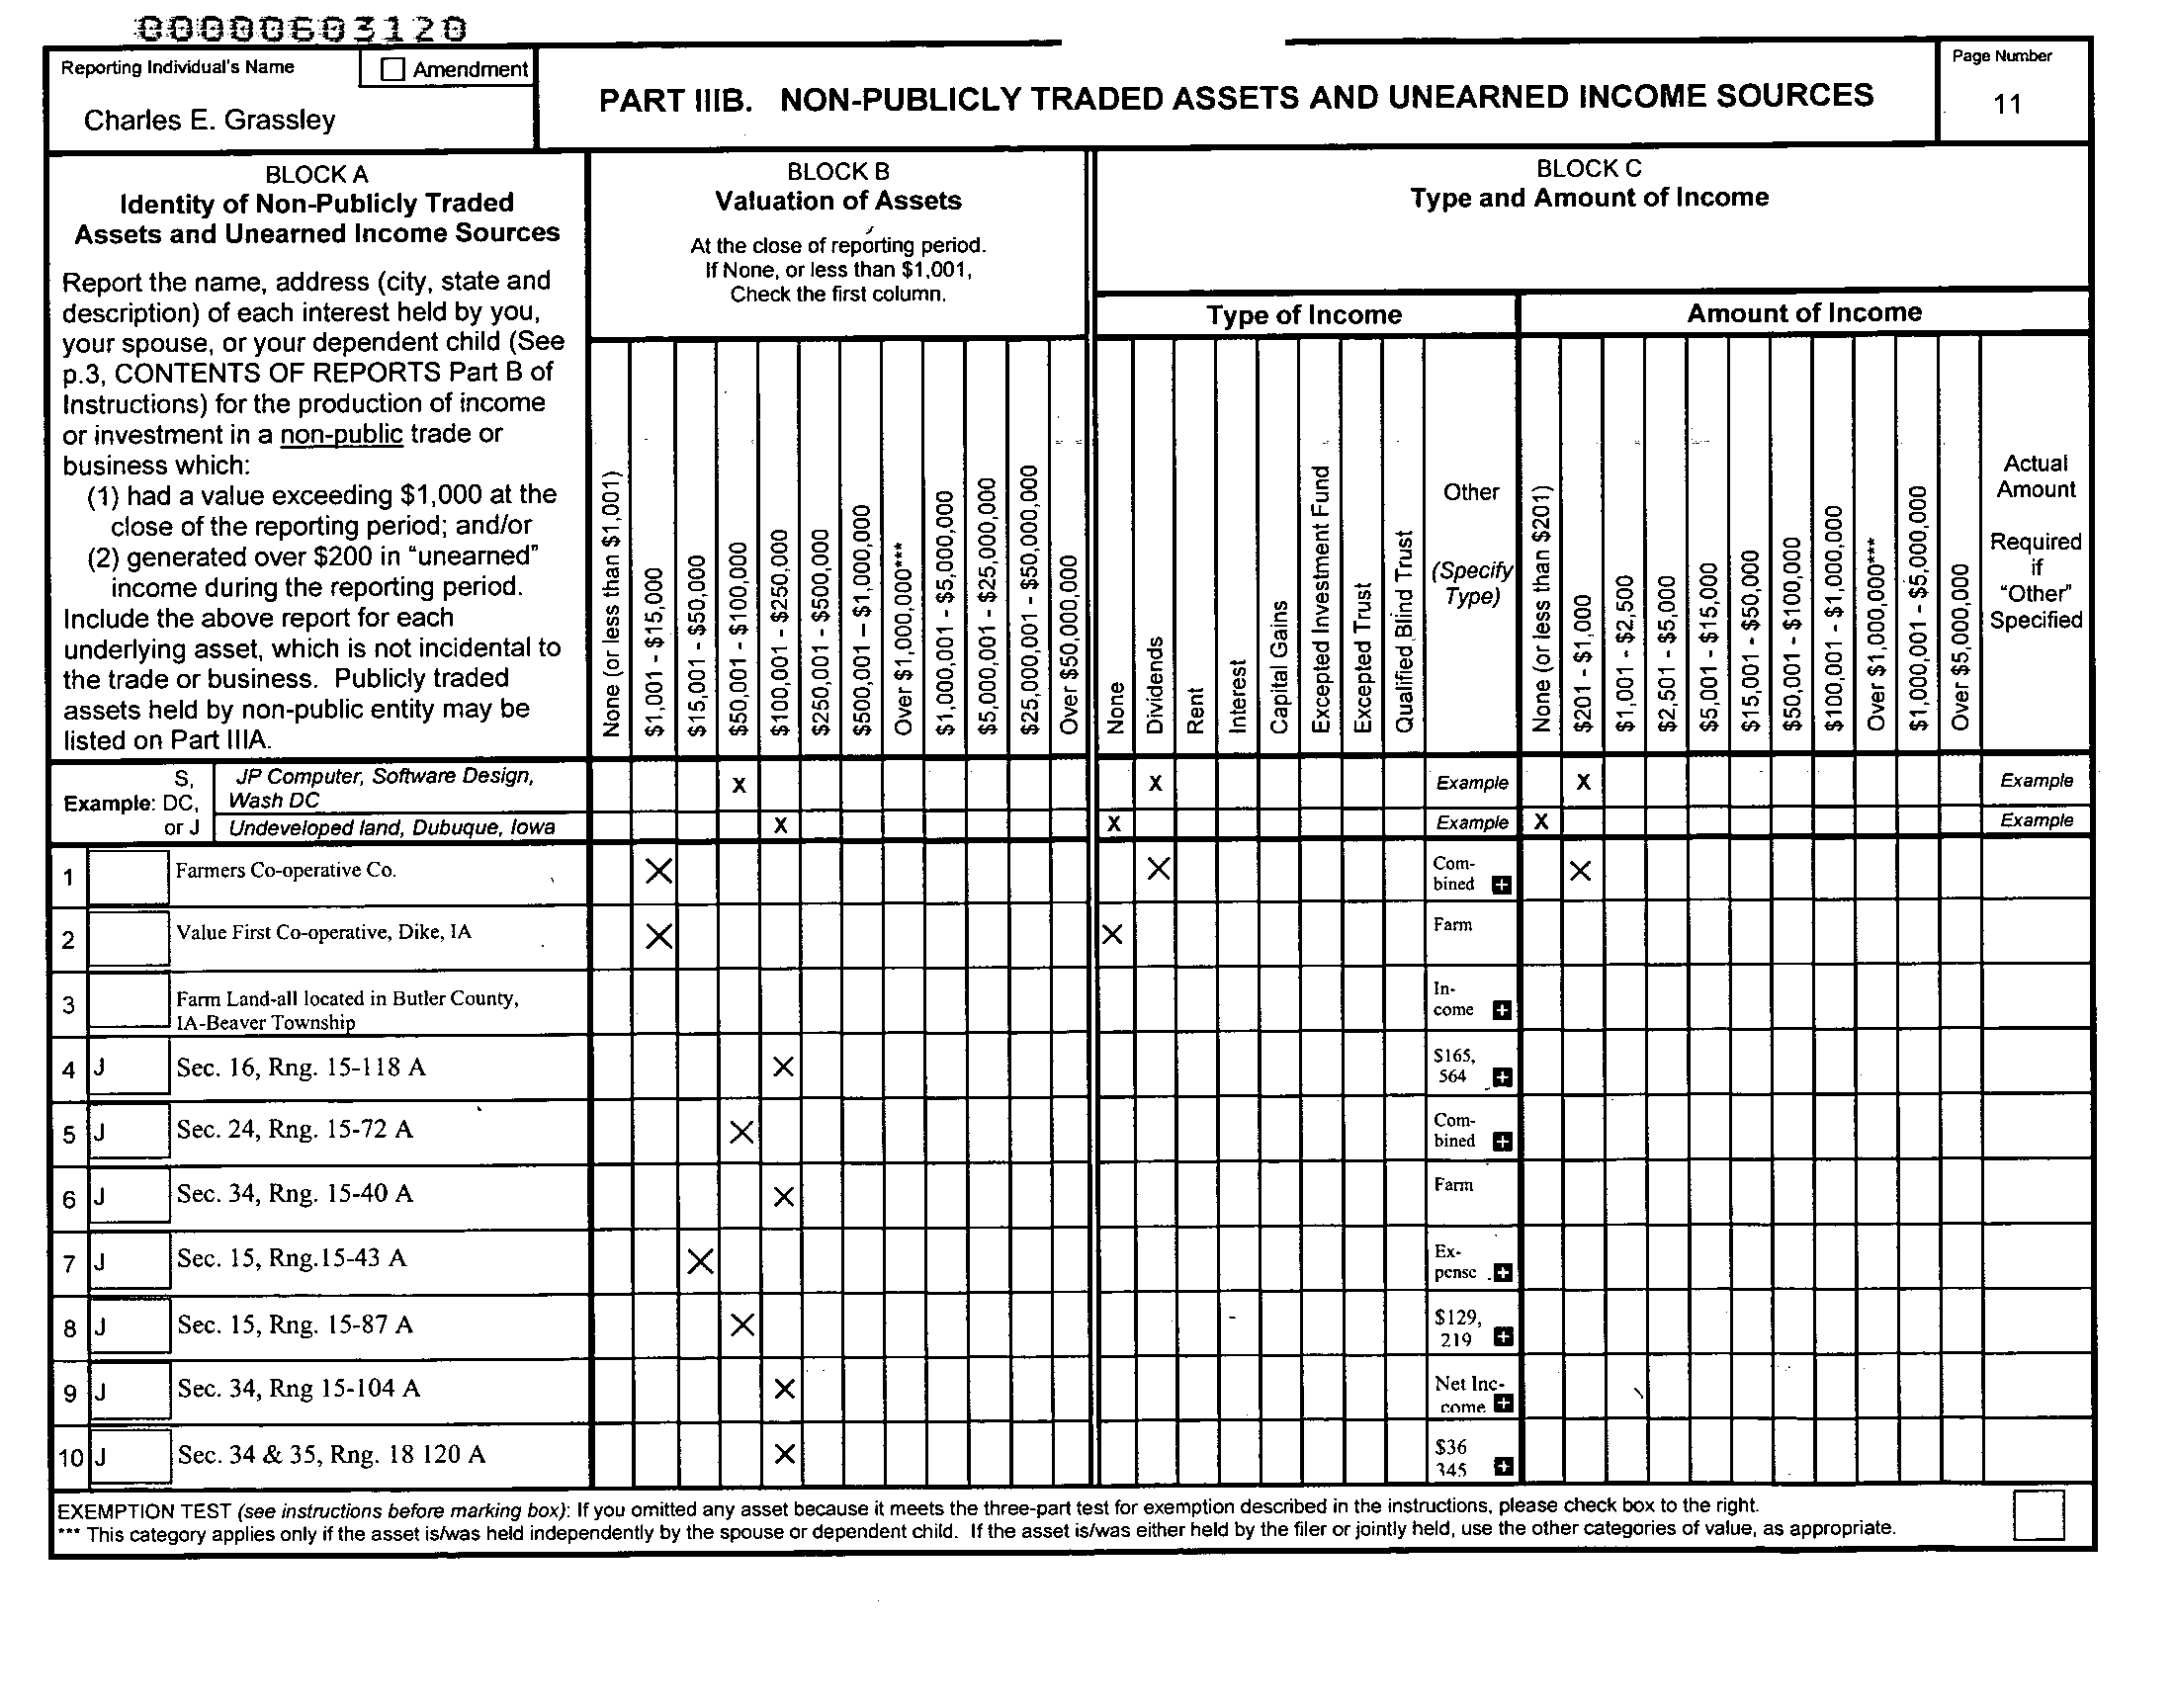 00000603120
Reporting Individual's Name
Amendment
Charles E. Grassley
PART IIIB. NON-PUBLICLY TRADED ASSETS AND UNEARNED INCOME SOURCES
Page Number
11
BLOCK A
Identity of Non-Publicly Traded
Assets and Unearned Income Sources
Report the name, address (city, state and
description) of each interest held by you,
your spouse, or your dependent child (See
p.3, CONTENTS OF REPORTS Part B of
Instructions) for the production of income
or investment in a non-public trade or
business which:
(1) had a value exceeding $1,000 at the
close of the reporting period; and/or
(2) generated over $200 in "unearned"
income during the reporting period.
Include the above report for each
underlying asset, which is not incidental to
the trade or business. Publicly traded
assets held by non-public entity may be
listed on Part IIIA.
BLOCK B
Valuation of Assets
At the close of reporting period.
If None, or less than $1,001,
Check the first column.
None (or less than $1,001)
$1,001 - $15,000
$15,001 - $50,000
$50,001 - $100,000
$100,001 - $250,000
$250,001 - $500,000
$500,001 – $1,000,000
Over $1,000,000***
$1,000,001 - $5,000,000
$5,000,001 - $25,000,000
$25,000,001 - $50,000,000
Over $50,000,000
BLOCK C
Type and Amount of Income
Type of Income
Amount of Income
None
Dividends
Rent
Interest
Capital Gains
Excepted Investment Fund
Excepted Trust
Qualified Blind Trust
Other
(Specify
Type)
None (or less than $201)
$201 - $1,000
$1,001 - $2,500
$2,501 - $5,000
$5,001 - $15,000
$15,001 - $50,000
$50,001 - $100,000
$100,001 - $1,000,000
Over $1,000,000***
$1,000,001 - $5,000,000
Over $5,000,000
Actual
Amount
Required
if
"Other"
Specified
Example:
S,
DC,
or J
JP Computer, Software Design,
Wash DC
X X Example X Example
Undeveloped land, Dubuque, Iowa X X Example X Example
1 Farmers Co-operative Co. X X Com-
bined + X
2 Value First Co-operative, Dike, IA X X Farm
3 Farm Land-all located in Butler County,
IA-Beaver Township
In-
come +
4 J Sec. 16, Rng. 15-118 A X $165,
564 +
5 J Sec. 24, Rng. 15-72 A X Com-
bined +
6 J Sec. 34, Rng. 15-40 A X Farm
7 J Sec. 15, Rng.15-43 A X Ex-
pense +
8 J Sec. 15, Rng. 15-87 A X $129,
219 +
9 J Sec. 34, Rng 15-104 A X Net Inc-
come +
10 J Sec. 34 & 35, Rng. 18 120 A X $36
345 +
EXEMPTION TEST (see instructions before marking box): If you omitted any asset because it meets the three-part test for exemption described in the instructions, please check box to the right.
*** This category applies only if the asset is/was held independently by the spouse or dependent child. If the asset is/was either held by the filer or jointly held, use the other categories of value, as appropriate.